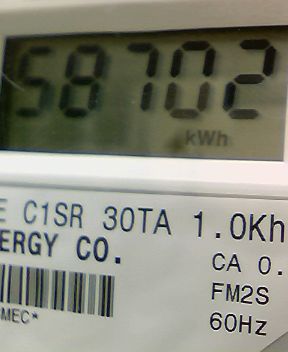 58702
kWh
E C1SR 30TA 1.0Kh
ERGY CO.
CA 0.
FM2S
MEC*
60Hz